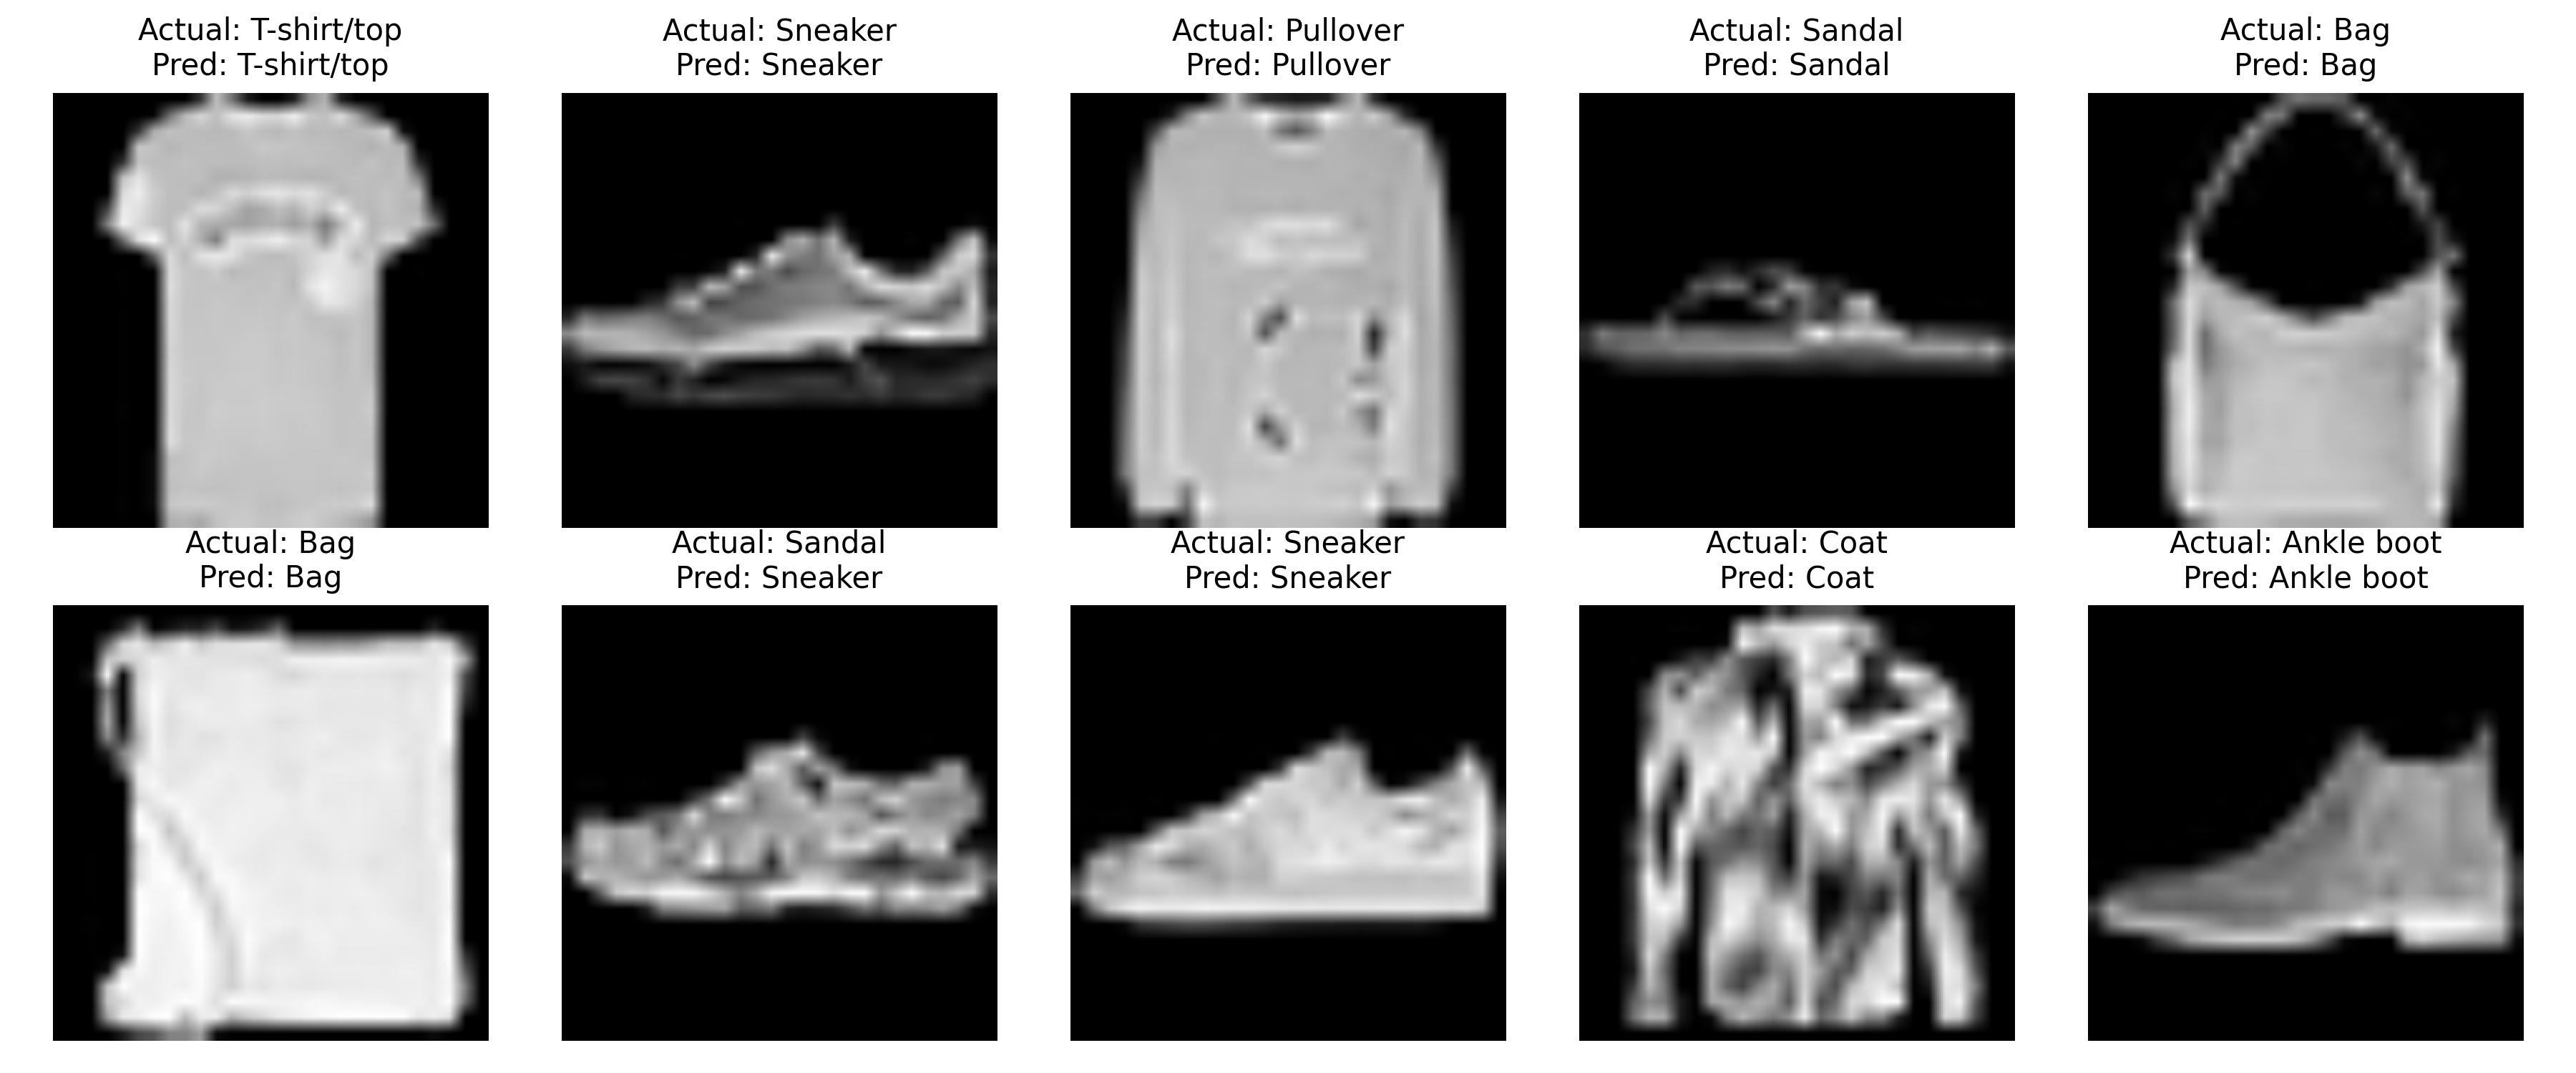 Actual: T-shirt/top
Pred: T-shirt/top
Actual: Sneaker
Pred: Sneaker
Actual: Pullover
Pred: Pullover
Actual: Sandal
Pred: Sandal
Actual: Bag
Pred: Bag
Actual: Bag
Pred: Bag
Actual: Sandal
Pred: Sneaker
Actual: Sneaker
Pred: Sneaker
Actual: Coat
Pred: Coat
Actual: Ankle boot
Pred: Ankle boot